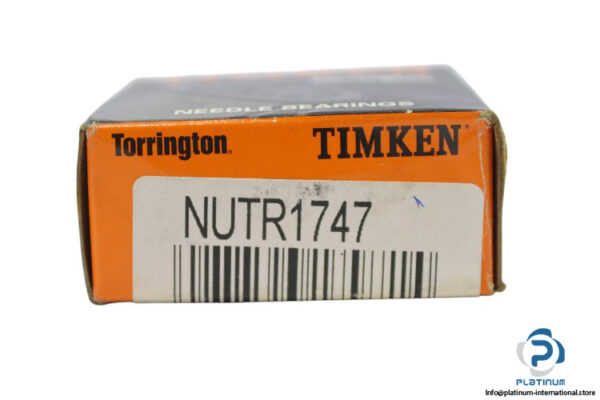 NEEDLE BEARINGS
Torrington® TIMKEN®
NUTR1747
PLATINUM
Info@platinum-international.store